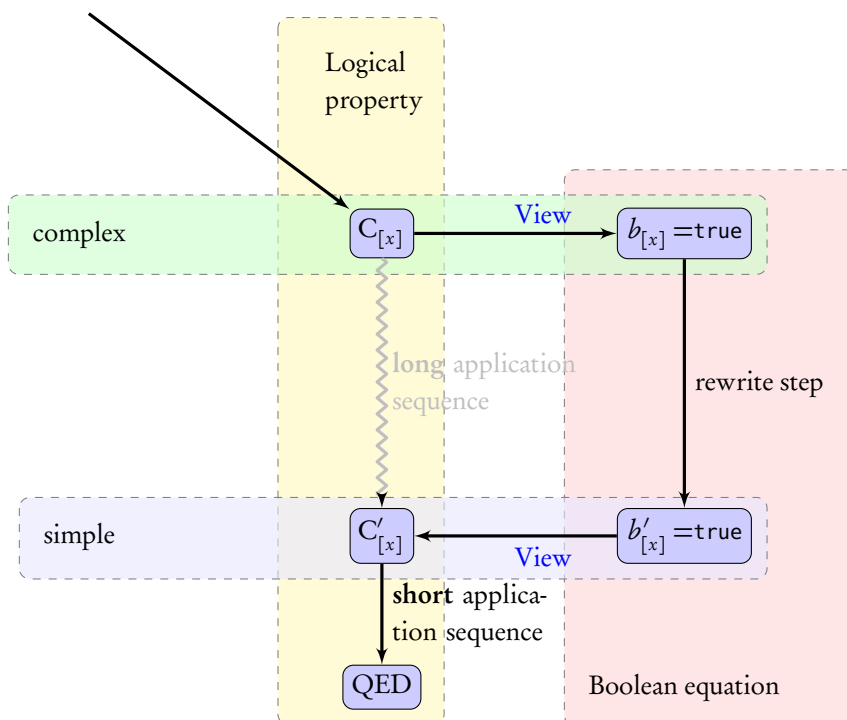 Logical
property
View
complex
C[x]
b[x] =true
long application
sequence
rewrite step
simple
C′[x]
b′[x] =true
View
short applica-
tion sequence
QED
Boolean equation